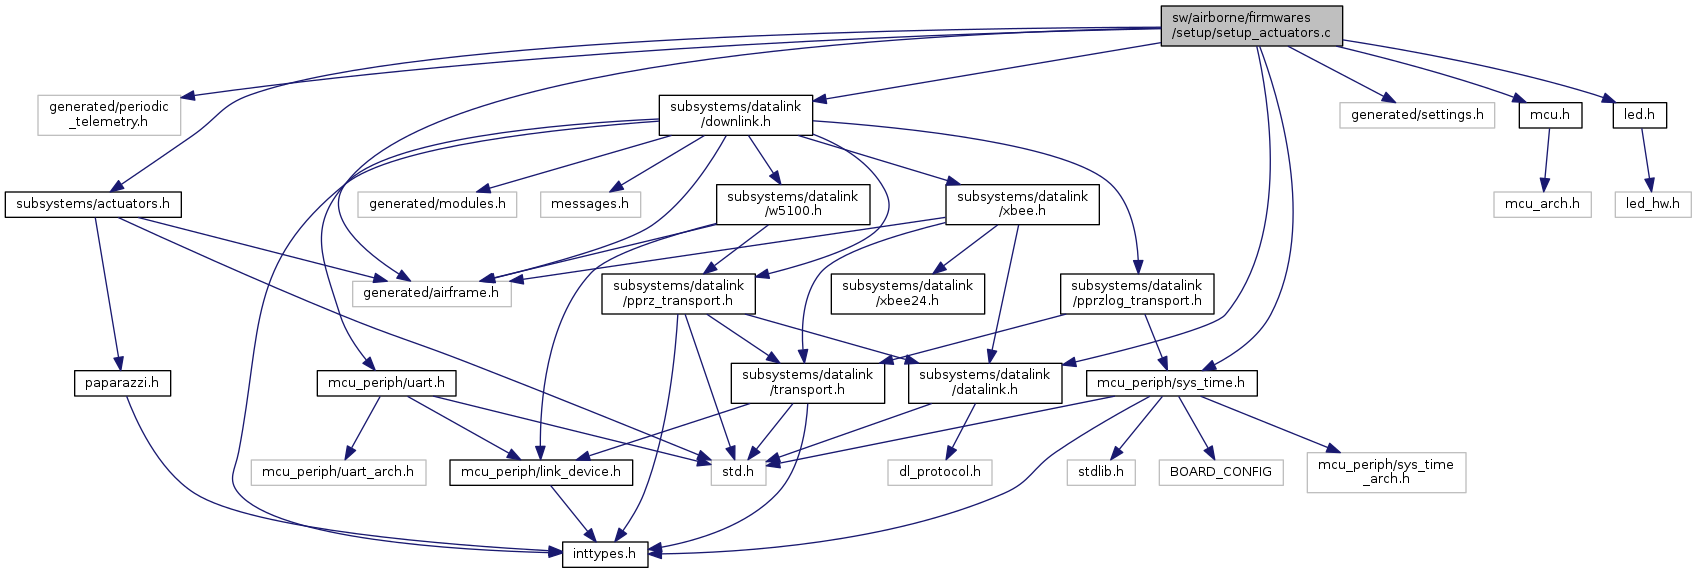 sw/airborne/firmwares
/setup/setup_actuators.c
generated/periodic
_telemetry.h
subsystems/datalink
/downlink.h
generated/settings.h
mcu.h
led.h
subsystems/actuators.h
generated/modules.h
messages.h
subsystems/datalink
/w5100.h
subsystems/datalink
/xbee.h
mcu_arch.h
led_hw.h
generated/airframe.h
subsystems/datalink
/pprz_transport.h
subsystems/datalink
/xbee24.h
subsystems/datalink
/pprzlog_transport.h
paparazzi.h
mcu_periph/uart.h
subsystems/datalink
/transport.h
subsystems/datalink
/datalink.h
mcu_periph/sys_time.h
mcu_periph/uart_arch.h
mcu_periph/link_device.h
std.h
dl_protocol.h
stdlib.h
BOARD_CONFIG
mcu_periph/sys_time
_arch.h
inttypes.h